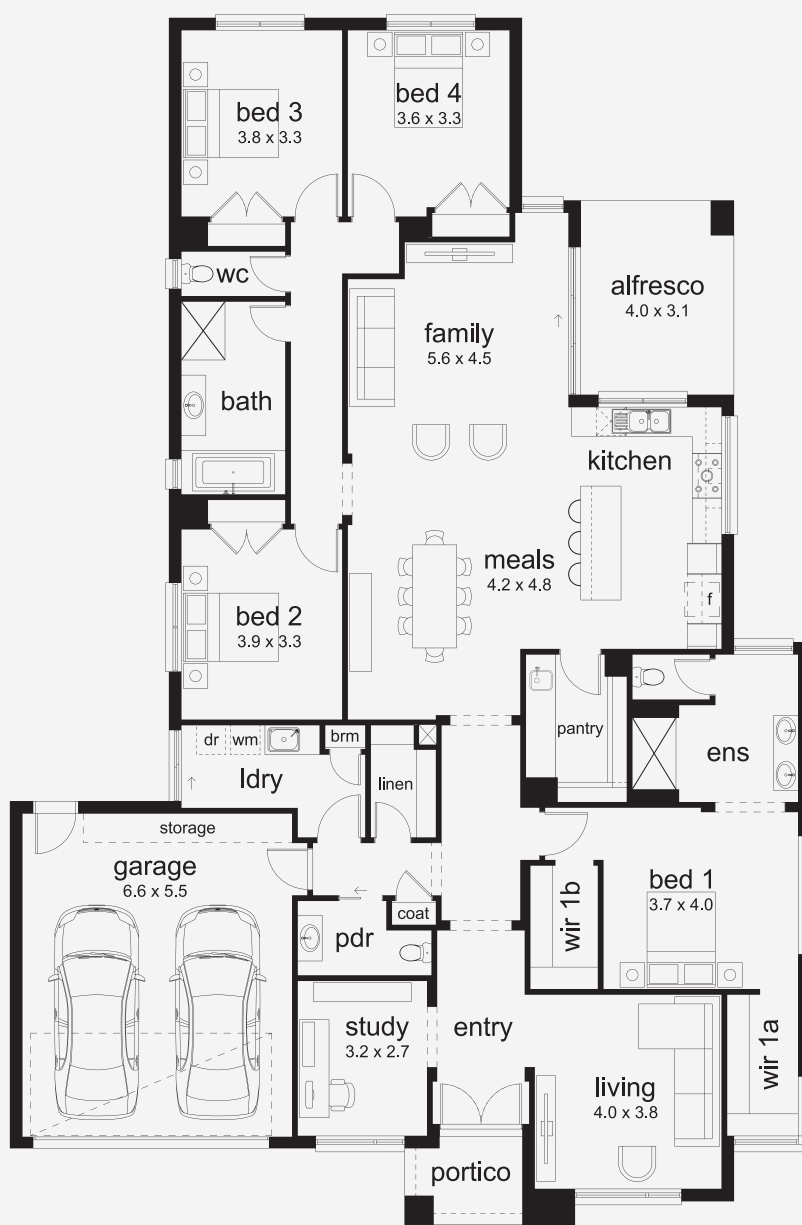 bed 3
3.8 x 3.3
bed 4
3.6 x 3.3
wc
alfresco
4.0 x 3.1
family
5.6 x 4.5
bath
kitchen
meals
4.2 x 4.8
f
bed 2
3.9 x 3.3
dr
wm
brm
ldry
linen
pantry
ens
storage
garage
6.6 x 5.5
bed 1
3.7 x 4.0
wir 1b
coat
pdr
study
3.2 x 2.7
entry
living
4.0 x 3.8
wir 1a
portico